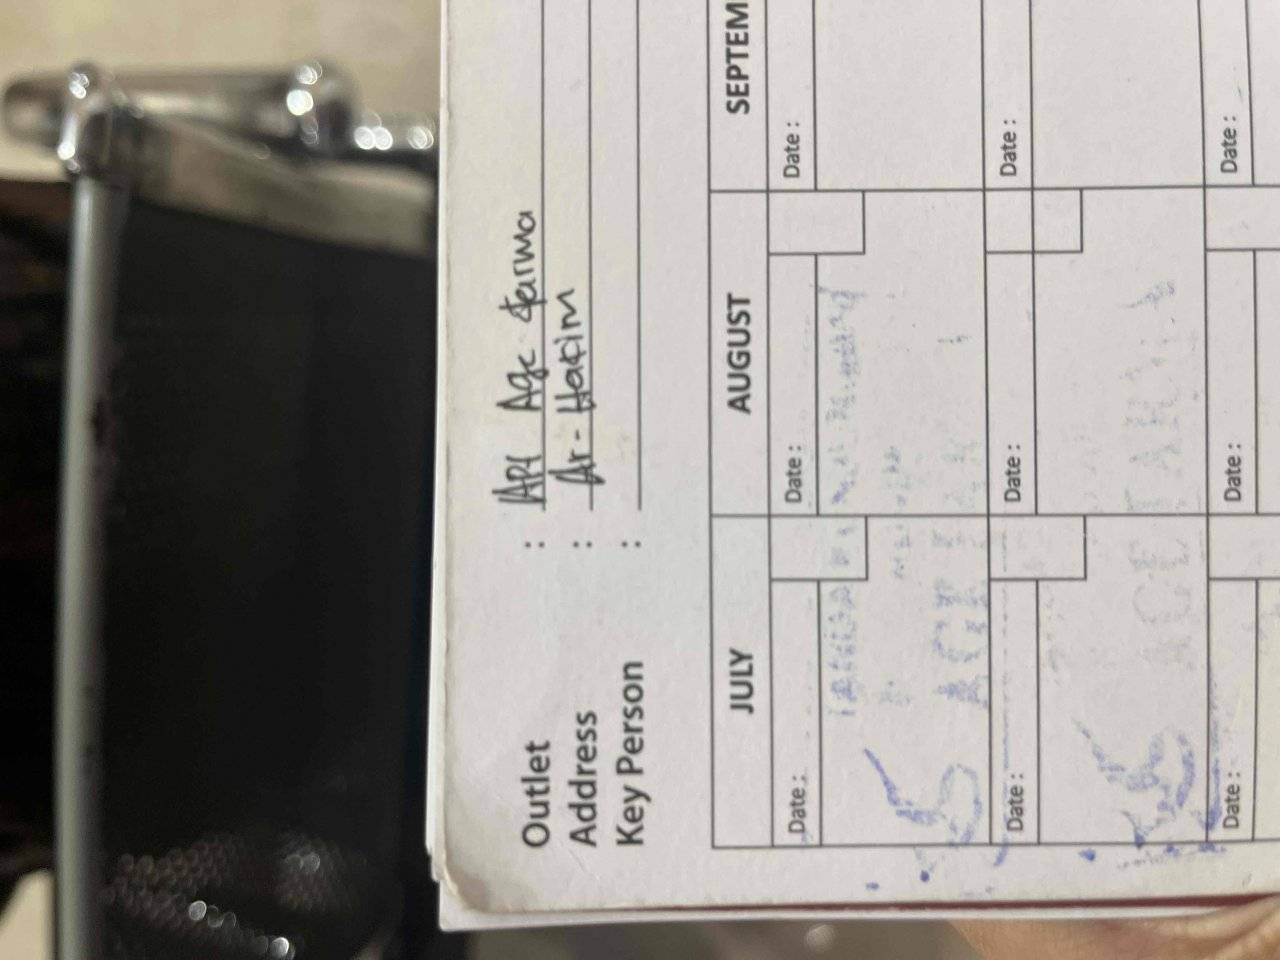 Outlet : Apt Age farma
Address : Ar-Hakim
Key Person :
JULY AUGUST SEPTEM
Date : Date : Date :
Date : Date : Date :
Date : Date : Date :